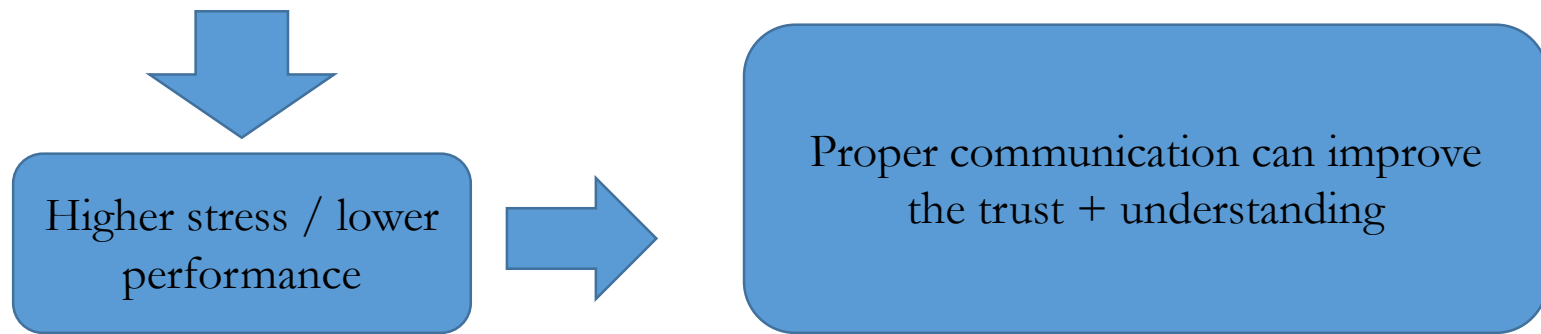 Higher stress / lower
performance
Proper communication can improve
the trust + understanding